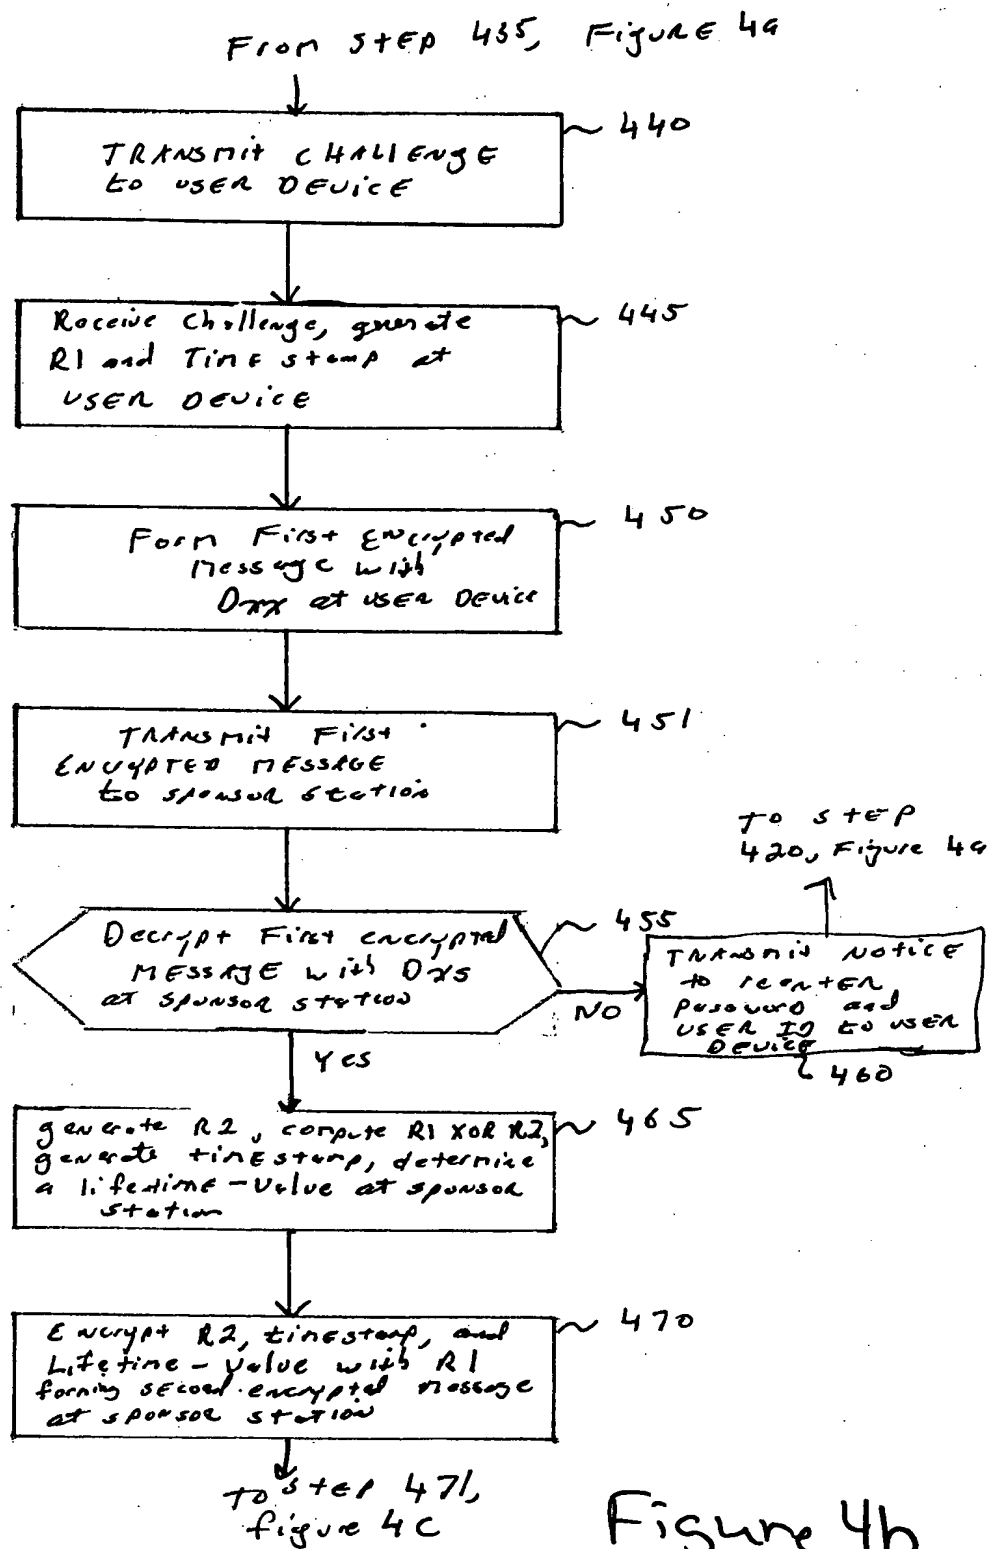 From step 435, Figure 4a
440
TRANSMit CHALLENGE
to USER DEVICE
Receive Challenge, generate
R1 and Timestamp at
USER DEVICE
445
Form First Encrypted
Message with
Dxx at USER DEVICE
450
TRANSMit First
ENCYPTED MESSAGE
to SPONSOR STATION
451
To step
420, Figure 4a
Decrypt First encrypted
MESSAGE with Dxs
at sponsor station
455
NO
TRANSMit NOTICE
to reenter
Password and
USER ID to USER
DEVICE
460
Yes
generate R2, compute R1 XOR R2,
generate timestamp, determine
a lifetime-value at sponsor
station
465
Encrypt R2, timestamp, and
Lifetime-Value with R1
forming second encrypted message
at sponsor station
470
To step 471,
figure 4C
Figure 4b